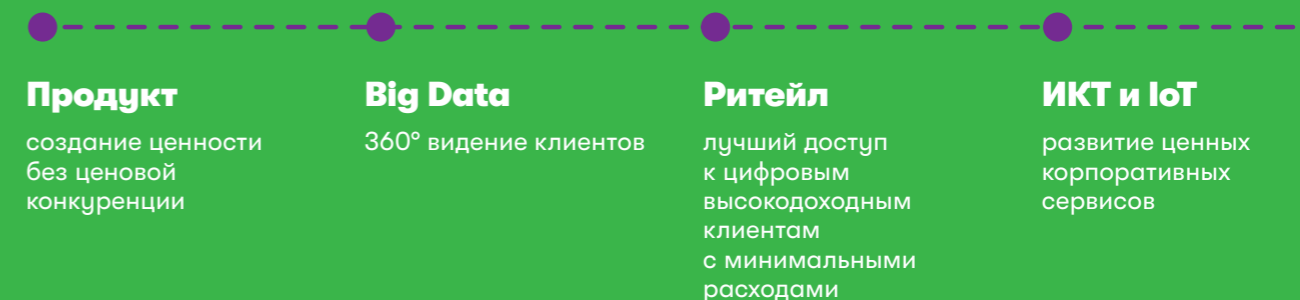 Продукт
создание ценности
без ценовой
конкуренции
Big Data
360° видение клиентов
Ритейл
лучший доступ
к цифровым
высокодоходным
клиентам
с минимальными
расходами
ИКТ и IoT
развитие ценных
корпоративных
сервисов